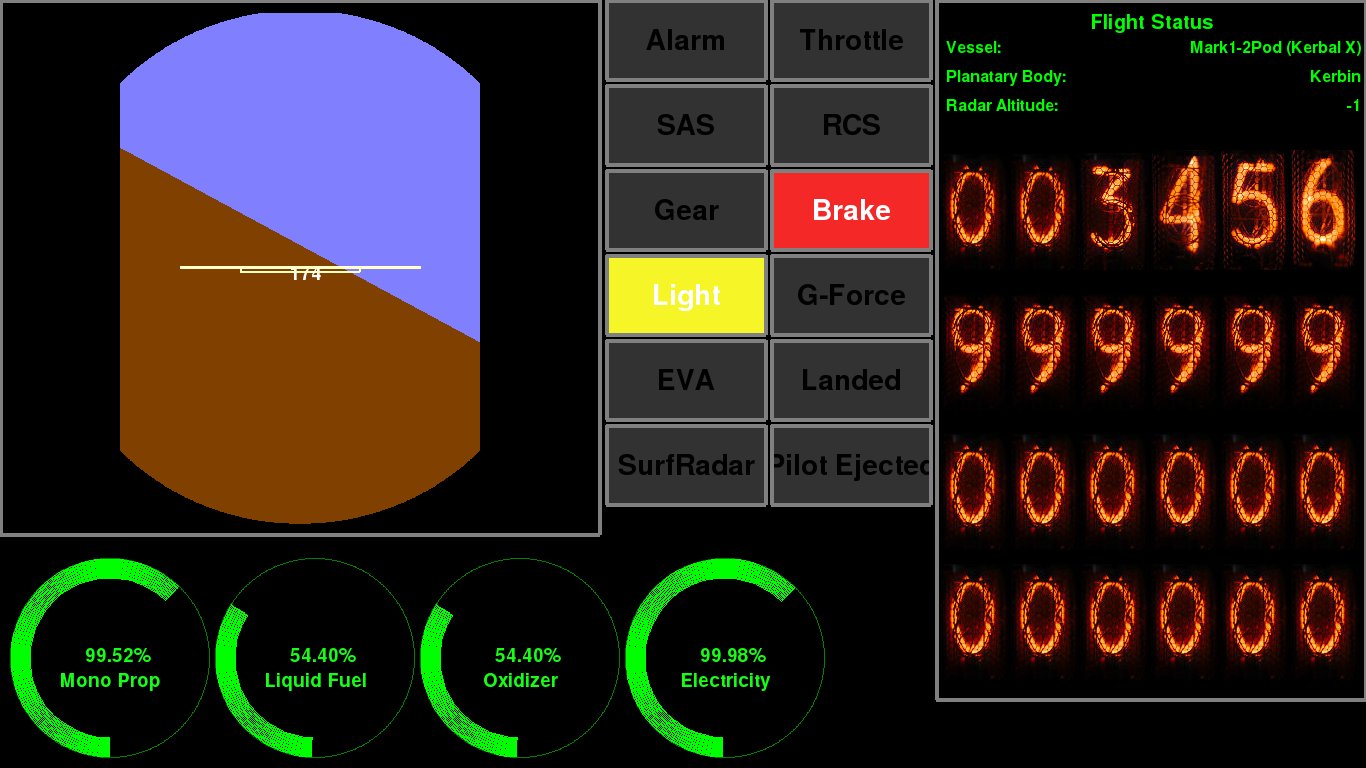 174
Alarm
Throttle
SAS
RCS
Gear
Brake
Light
G-Force
EVA
Landed
SurfRadar
Pilot Ejected
99.52%
Mono Prop
54.40%
Liquid Fuel
54.40%
Oxidizer
99.98%
Electricity
Flight Status
Vessel: Mark1-2Pod (Kerbal X)
Planatary Body: Kerbin
Radar Altitude: -1
003456
999999
000000
000000